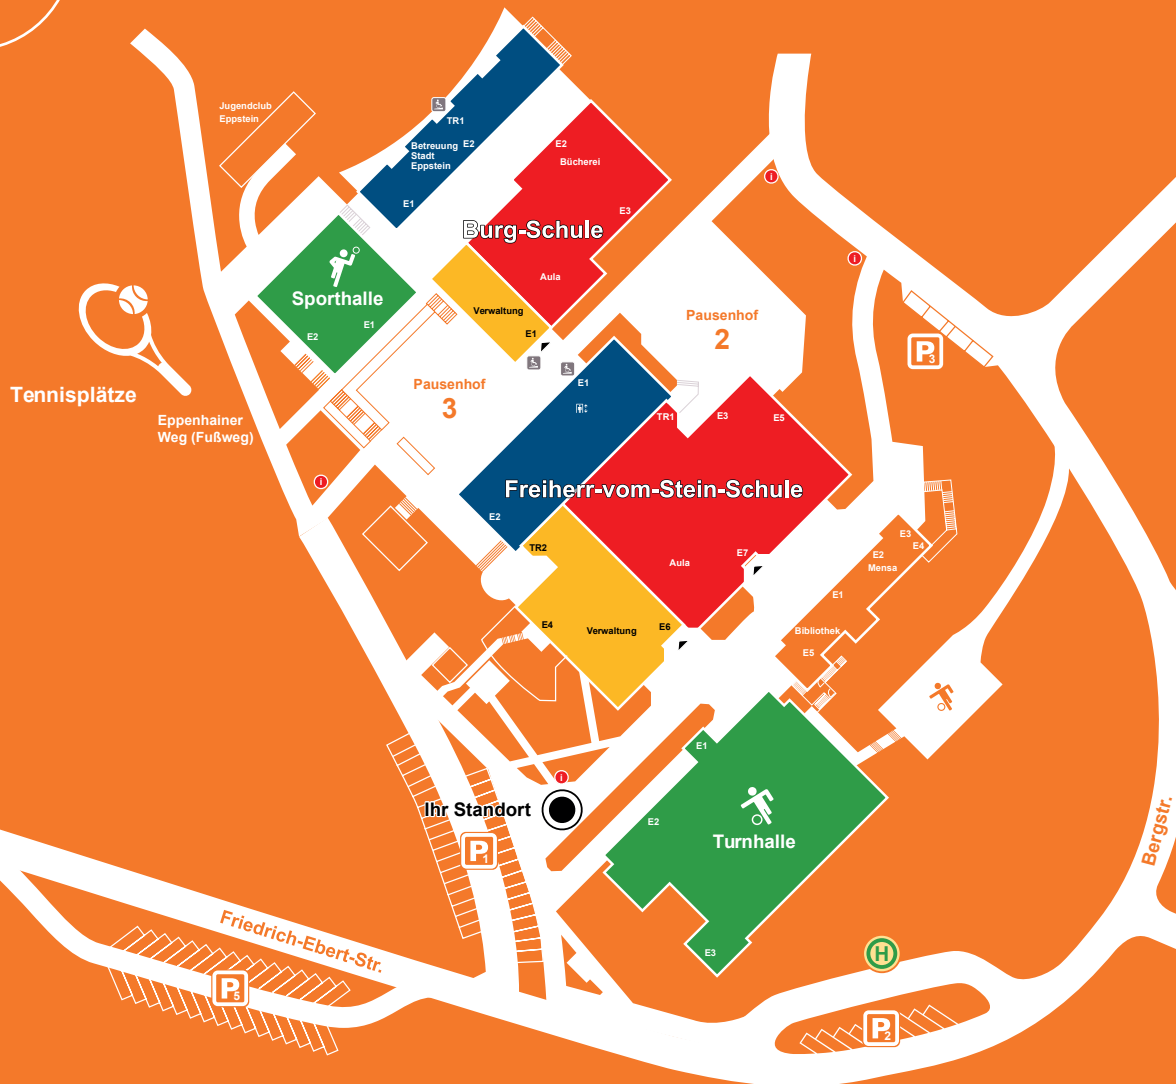 Jugendclub
Eppstein
TR1
E2
Betreuung
Stadt
Eppstein
E1
E2
Bücherei
E3
Burg-Schule
Aula
Sporthalle
E1
E2
Verwaltung
E1
i
i
Pausenhof
2
P3
Tennisplätze
Eppenhainer
Weg (Fußweg)
Pausenhof
3
E1
TR1
E3
E5
i
Freiherr-vom-Stein-Schule
E2
TR2
Aula
E7
E4
Verwaltung
E6
E3
E4
E2
Mensa
E1
Bibliothek
E5
E1
i
Ihr Standort
E2
Turnhalle
P1
E3
Bergstr.
Friedrich-Ebert-Str.
P5
H
P2